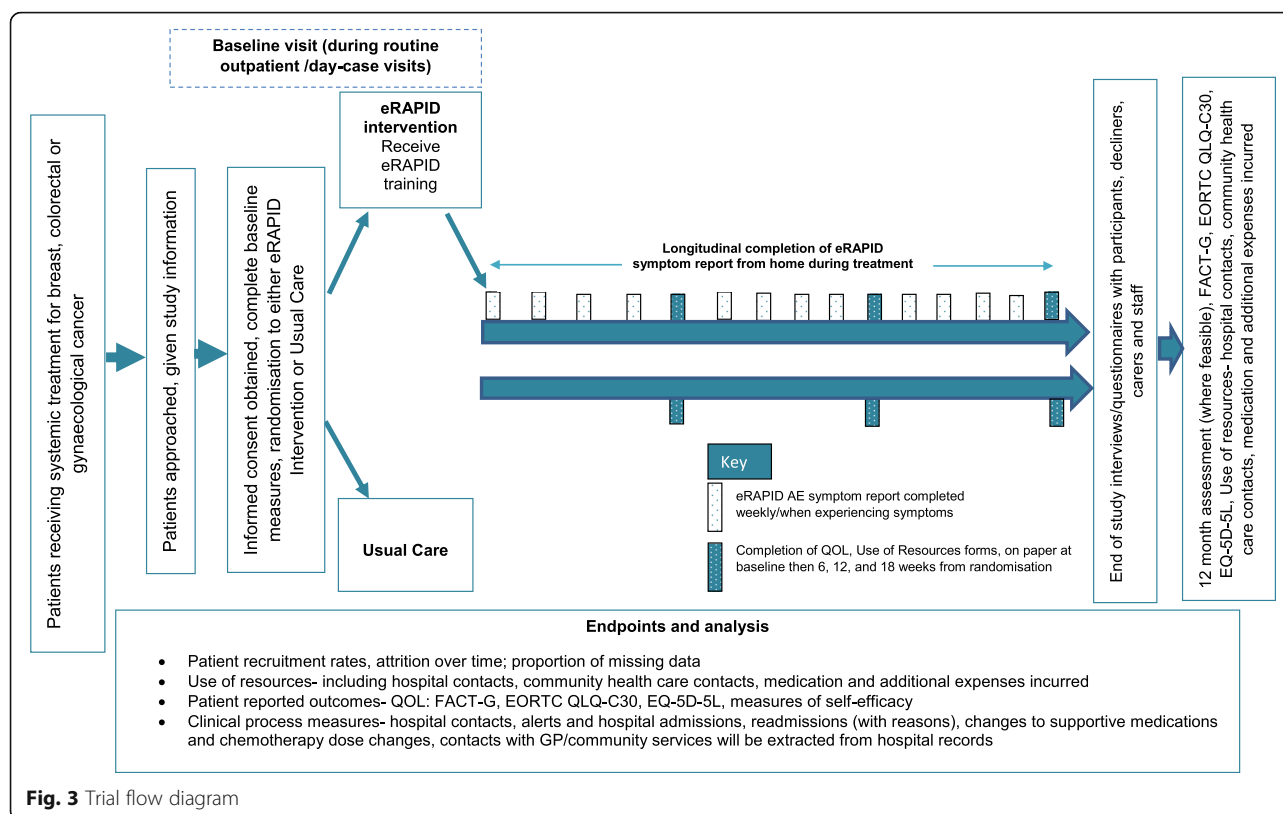 Baseline visit (during routine
outpatient /day-case visits)
Patients receiving systemic treatment for breast, colorectal or
gynaecological cancer
Patients approached, given study information
Informed consent obtained, complete baseline
measures, randomisation to either eRAPID
Intervention or Usual Care
eRAPID
intervention
Receive
eRAPID
training
Usual Care
Longitudinal completion of eRAPID
symptom report from home during treatment
Key
eRAPID AE symptom report completed
weekly/when experiencing symptoms
Completion of QOL, Use of Resources forms, on paper at
baseline then 6, 12, and 18 weeks from randomisation
End of study interviews/questionnaires with participants, decliners,
carers and staff
12 month assessment (where feasible), FACT-G, EORTC QLQ-C30,
EQ-5D-5L, Use of resources- hospital contacts, community health
care contacts, medication and additional expenses incurred
Endpoints and analysis
• Patient recruitment rates, attrition over time; proportion of missing data
• Use of resources- including hospital contacts, community health care contacts, medication and additional expenses incurred
• Patient reported outcomes- QOL: FACT-G, EORTC QLQ-C30, EQ-5D-5L, measures of self-efficacy
• Clinical process measures- hospital contacts, alerts and hospital admissions, readmissions (with reasons), changes to supportive medications
and chemotherapy dose changes, contacts with GP/community services will be extracted from hospital records
Fig. 3 Trial flow diagram